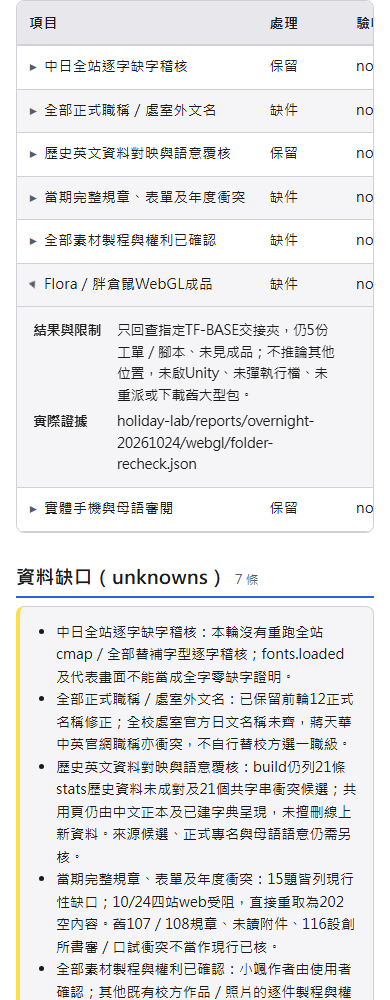 項目 處理 驗
▸ 中日全站逐字缺字稽核 保留 no
▸ 全部正式職稱 / 處室外文名 缺件 no
▸ 歷史英文資料對映與語意覆核 保留 no
▸ 當期完整規章、表單及年度衝突 缺件 no
▸ 全部素材製程與權利已確認 缺件 no
Flora / 胖倉鼠WebGL成品 缺件 no
結果與限制 只回查指定TF-BASE交接夾，仍5份
工單 / 腳本、未見成品；不推論其他
位置，未啟Unity、未彈執行檔、未
重派或下載舊大型包。
實際證據 holiday-lab/reports/overnight-
20261024/webgl/folder-
recheck.json
▸ 實體手機與母語審閱 保留 no
資料缺口（unknowns） 7 條
• 中日全站逐字缺字稽核：本輪沒有重跑全站
cmap / 全部替補字型逐字稽核；fonts.loaded
及代表畫面不能當成全字零缺字證明。
• 全部正式職稱 / 處室外文名：已保留前輪12正式
名稱修正；全校處室官方日文名稱未齊，蔣天華
中英官網職稱亦衝突，不自行替校方選一職級。
• 歷史英文資料對映與語意覆核：build仍列21條
stats歷史資料未成對及21個共字串衝突候選；共
用頁仍由中文正本及已建字典呈現，未擅刪線上
新資料。來源候選、正式專名與母語語意仍需另
核。
• 當期完整規章、表單及年度衝突：15題皆列現行
性缺口；10/24四站web受阻，直接重取為202
空內容。舊107 / 108規章、未讀附件、116設創
所書審 / 口試衝突不當作現行已核。
• 全部素材製程與權利已確認：小颯作者由使用者
確認；其他既有校方作品 / 照片的逐件製程與權